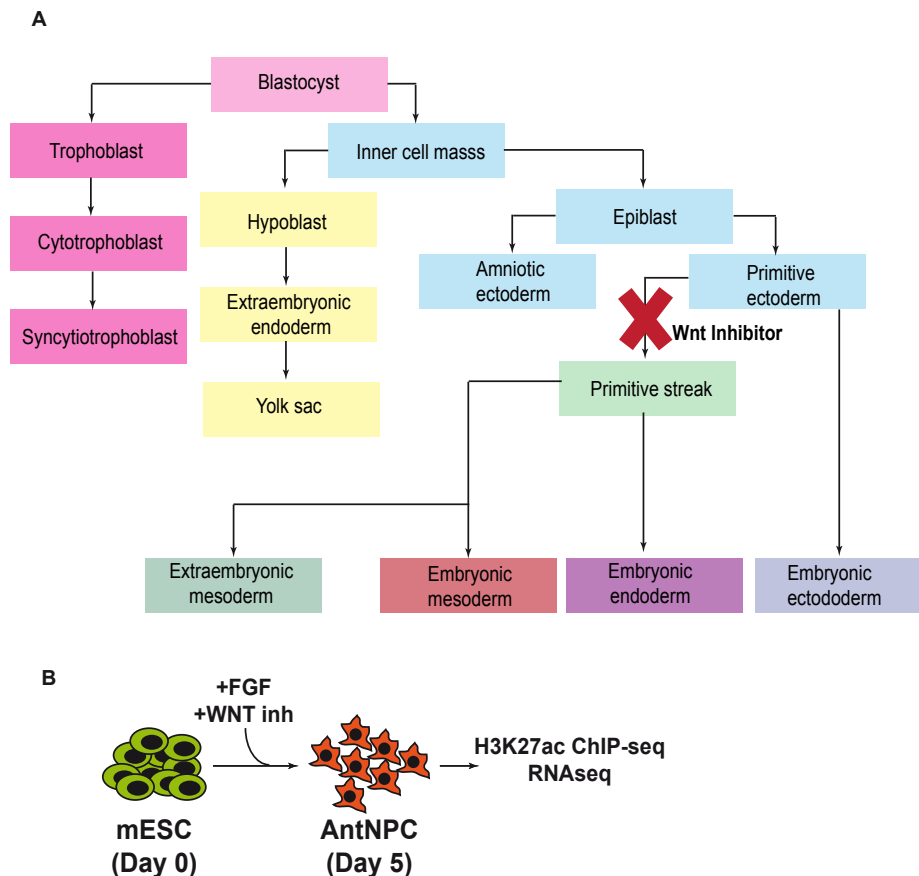 A
Blastocyst
Trophoblast
Inner cell masss
Cytotrophoblast
Hypoblast
Epiblast
Syncytiotrophoblast
Extraembryonic
endoderm
Amniotic
ectoderm
Primitive
ectoderm
Wnt Inhibitor
Yolk sac
Primitive streak
Extraembryonic
mesoderm
Embryonic
mesoderm
Embryonic
endoderm
Embryonic
ectododerm
B
+FGF
+WNT inh
mESC
(Day 0)
AntNPC
(Day 5)
H3K27ac ChIP-seq
RNAseq